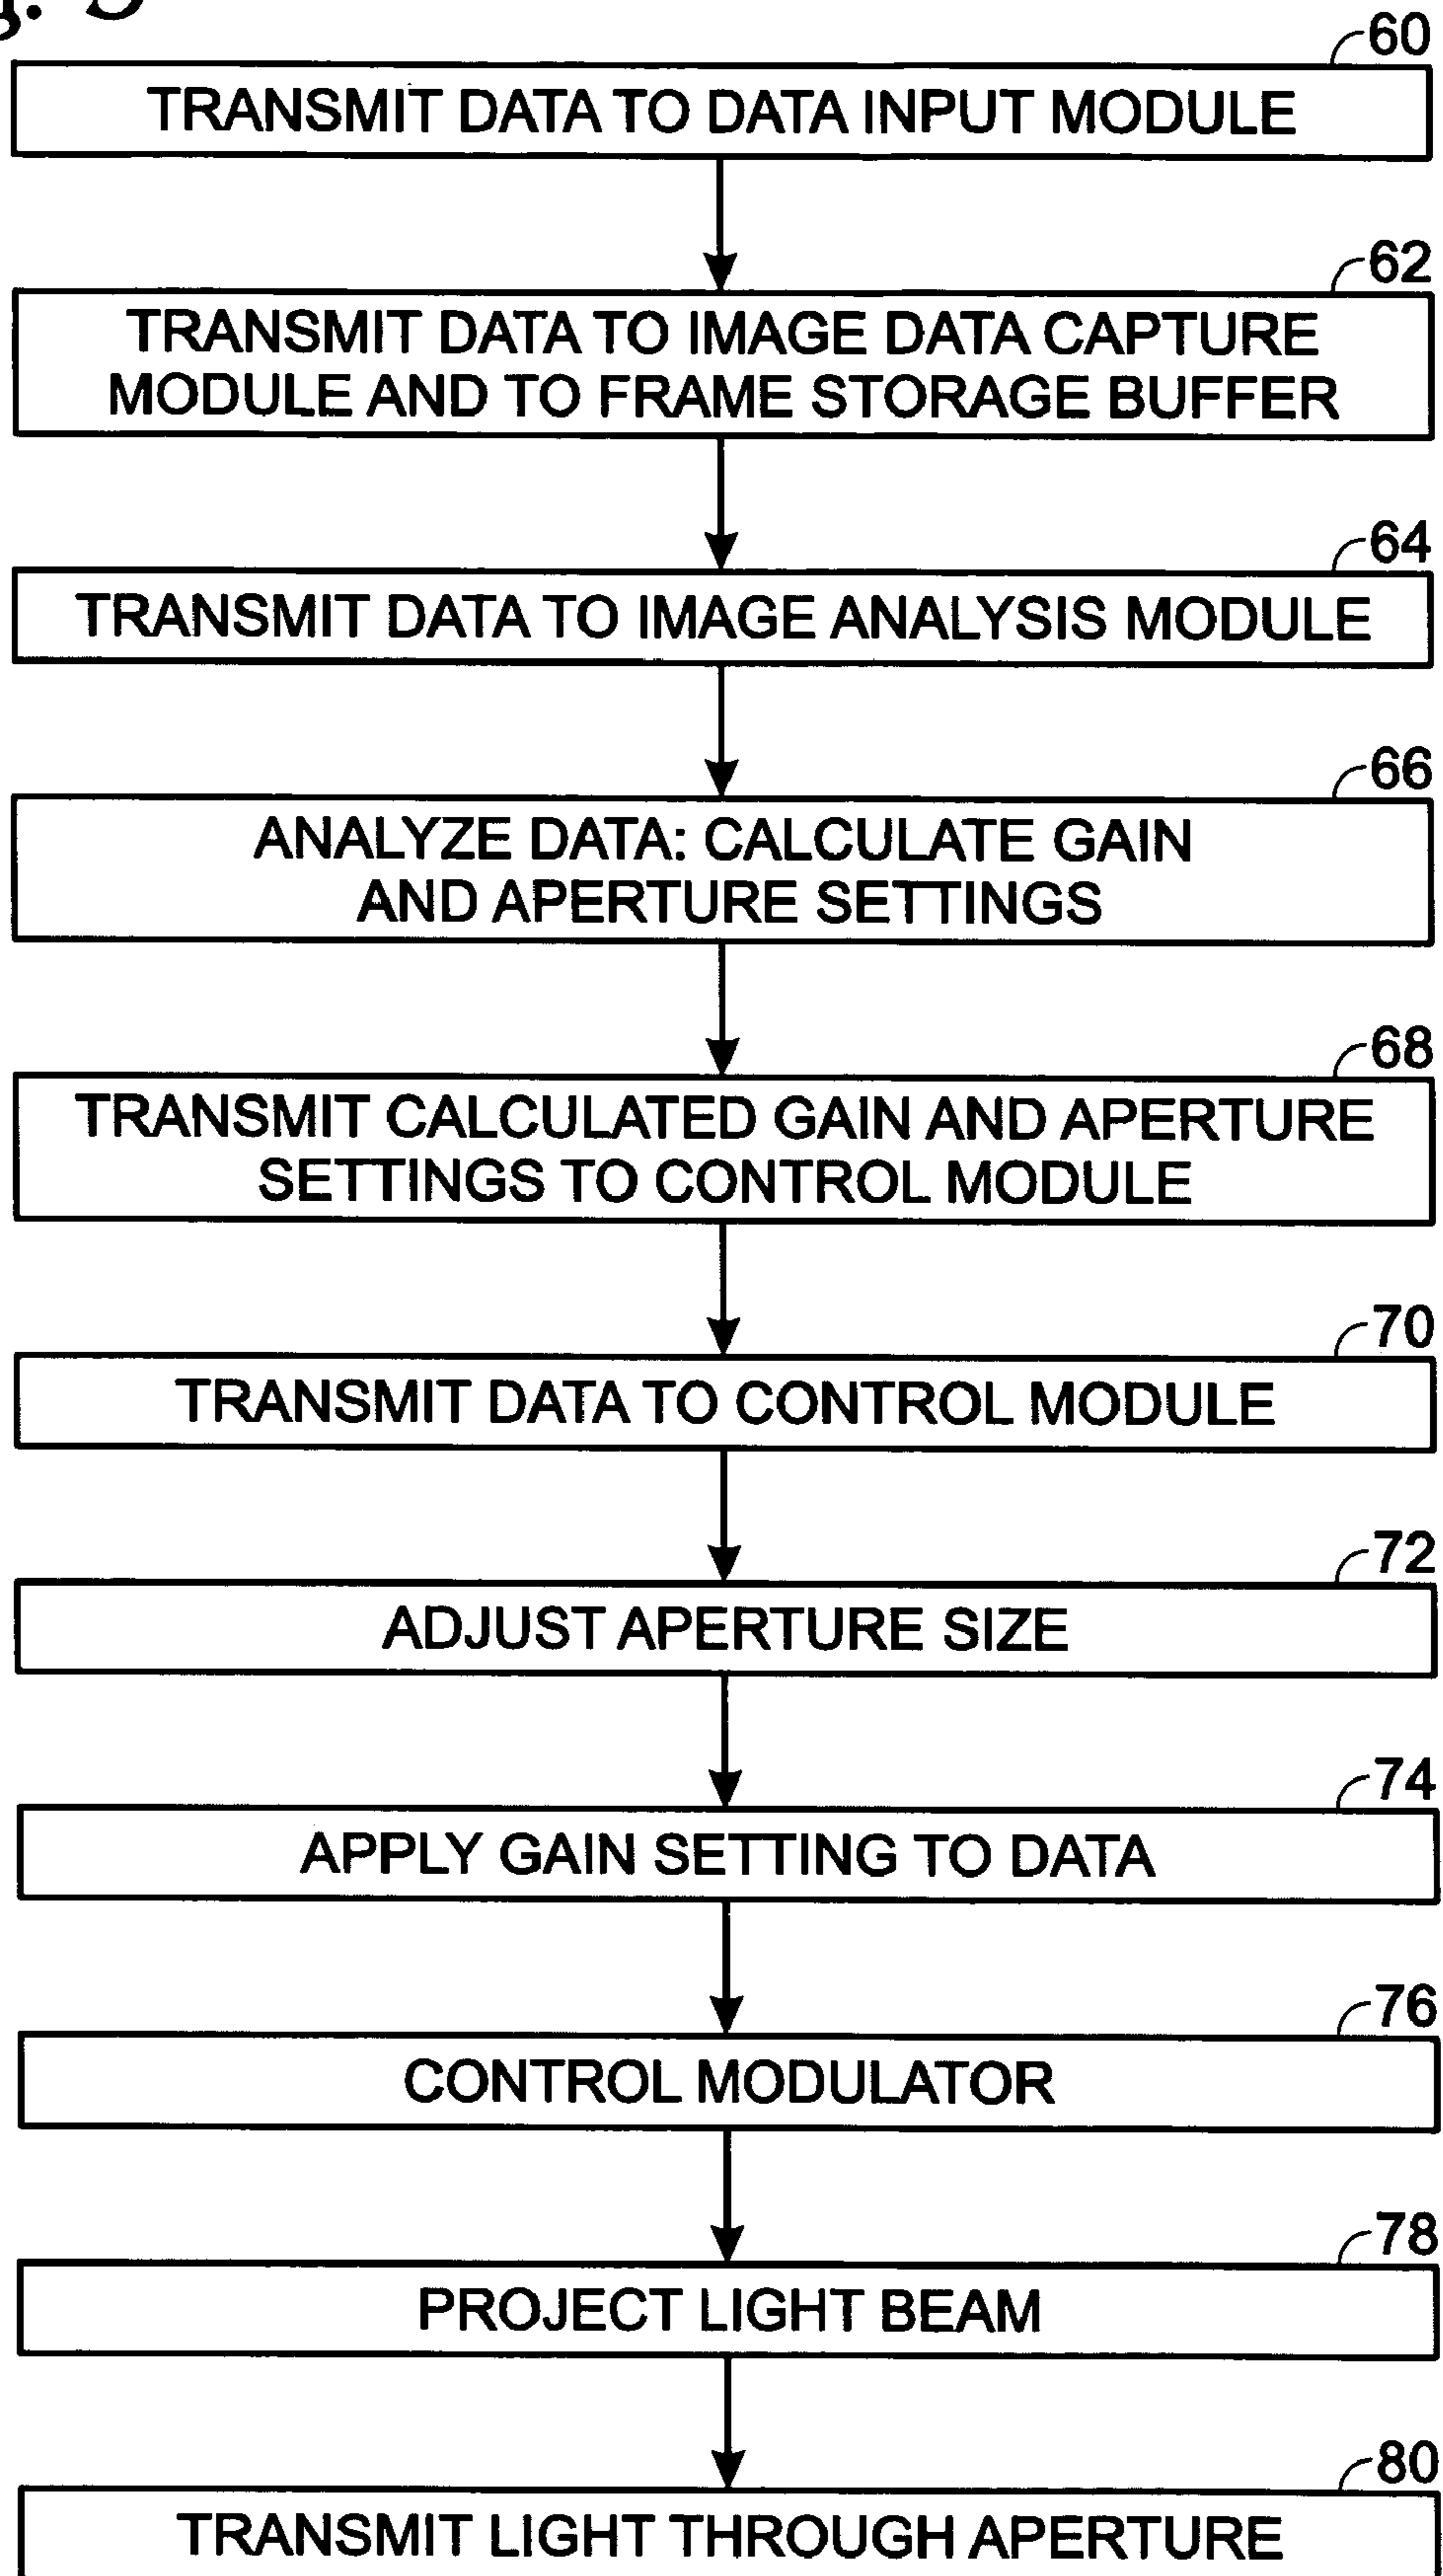 g. 3
60
TRANSMIT DATA TO DATA INPUT MODULE
62
TRANSMIT DATA TO IMAGE DATA CAPTURE
MODULE AND TO FRAME STORAGE BUFFER
64
TRANSMIT DATA TO IMAGE ANALYSIS MODULE
66
ANALYZE DATA: CALCULATE GAIN
AND APERTURE SETTINGS
68
TRANSMIT CALCULATED GAIN AND APERTURE
SETTINGS TO CONTROL MODULE
70
TRANSMIT DATA TO CONTROL MODULE
72
ADJUST APERTURE SIZE
74
APPLY GAIN SETTING TO DATA
76
CONTROL MODULATOR
78
PROJECT LIGHT BEAM
80
TRANSMIT LIGHT THROUGH APERTURE